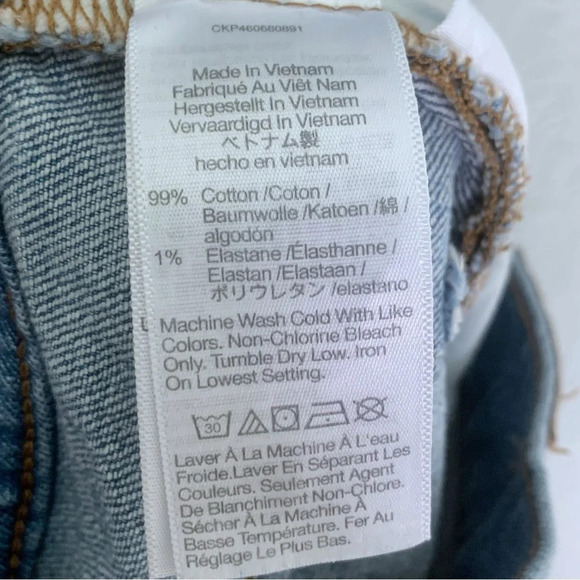 CKP460680891
Made In Vietnam
Fabriqué Au Viêt Nam
Hergestellt In Vietnam
Vervaardigd In Vietnam
ベトナム製
hecho en vietnam
99% Cotton /Coton /
Baumwolle /Katoen /綿 /
algodón
1% Elastane /Élasthanne /
Elastan /Elastaan /
ポリウレタン /elastano
Machine Wash Cold With Like
Colors. Non-Chlorine Bleach
Only. Tumble Dry Low. Iron
On Lowest Setting.
30
Laver À La Machine À L'eau
Froide.Laver En Séparant Les
Couleurs. Seulement Agent
De Blanchiment Non-Chlore.
Sécher À La Machine À
Basse Température. Fer Au
Réglage Le Plus Bas.